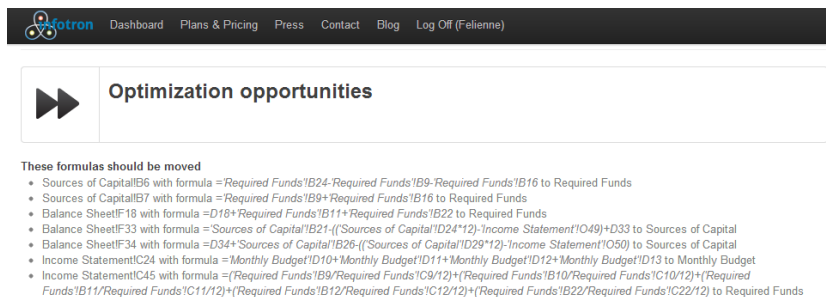 infotron Dashboard Plans & Pricing Press Contact Blog Log Off (Felienne)
Optimization opportunities
These formulas should be moved
• Sources of Capital!B6 with formula ='Required Funds'!B24-'Required Funds'!B9-'Required Funds'!B16 to Required Funds
• Sources of Capital!B7 with formula ='Required Funds'!B9+'Required Funds'!B16 to Required Funds
• Balance Sheet!F18 with formula =D18+'Required Funds'!B11+'Required Funds'!B22 to Required Funds
• Balance Sheet!F33 with formula ='Sources of Capital'!B21-(('Sources of Capital'!D24*12)-'Income Statement'!O49)+D33 to Sources of Capital
• Balance Sheet!F34 with formula =D34+'Sources of Capital'!B26-(('Sources of Capital'!D29*12)-'Income Statement'!O50) to Sources of Capital
• Income Statement!C24 with formula ='Monthly Budget'!D10+'Monthly Budget'!D11+'Monthly Budget'!D12+'Monthly Budget'!D13 to Monthly Budget
• Income Statement!C45 with formula =('Required Funds'!B9/'Required Funds'!C9/12)+('Required Funds'!B10/'Required Funds'!C10/12)+('Required
Funds'!B11/'Required Funds'!C11/12)+('Required Funds'!B12/'Required Funds'!C12/12)+('Required Funds'!B22/'Required Funds'!C22/12) to Required Funds